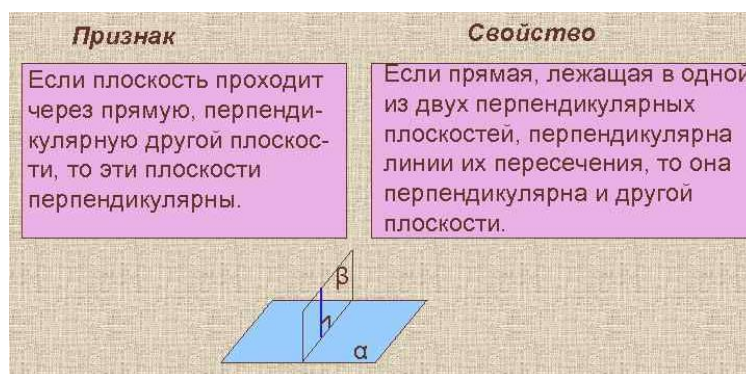 Признак
Свойство
Если плоскость проходит
через прямую, перпенди-
кулярную другой плоскос-
ти, то эти плоскости
перпендикулярны.
Если прямая, лежащая в одной
из двух перпендикулярных
плоскостей, перпендикулярна
линии их пересечения, то она
перпендикулярна и другой
плоскости.
β
α